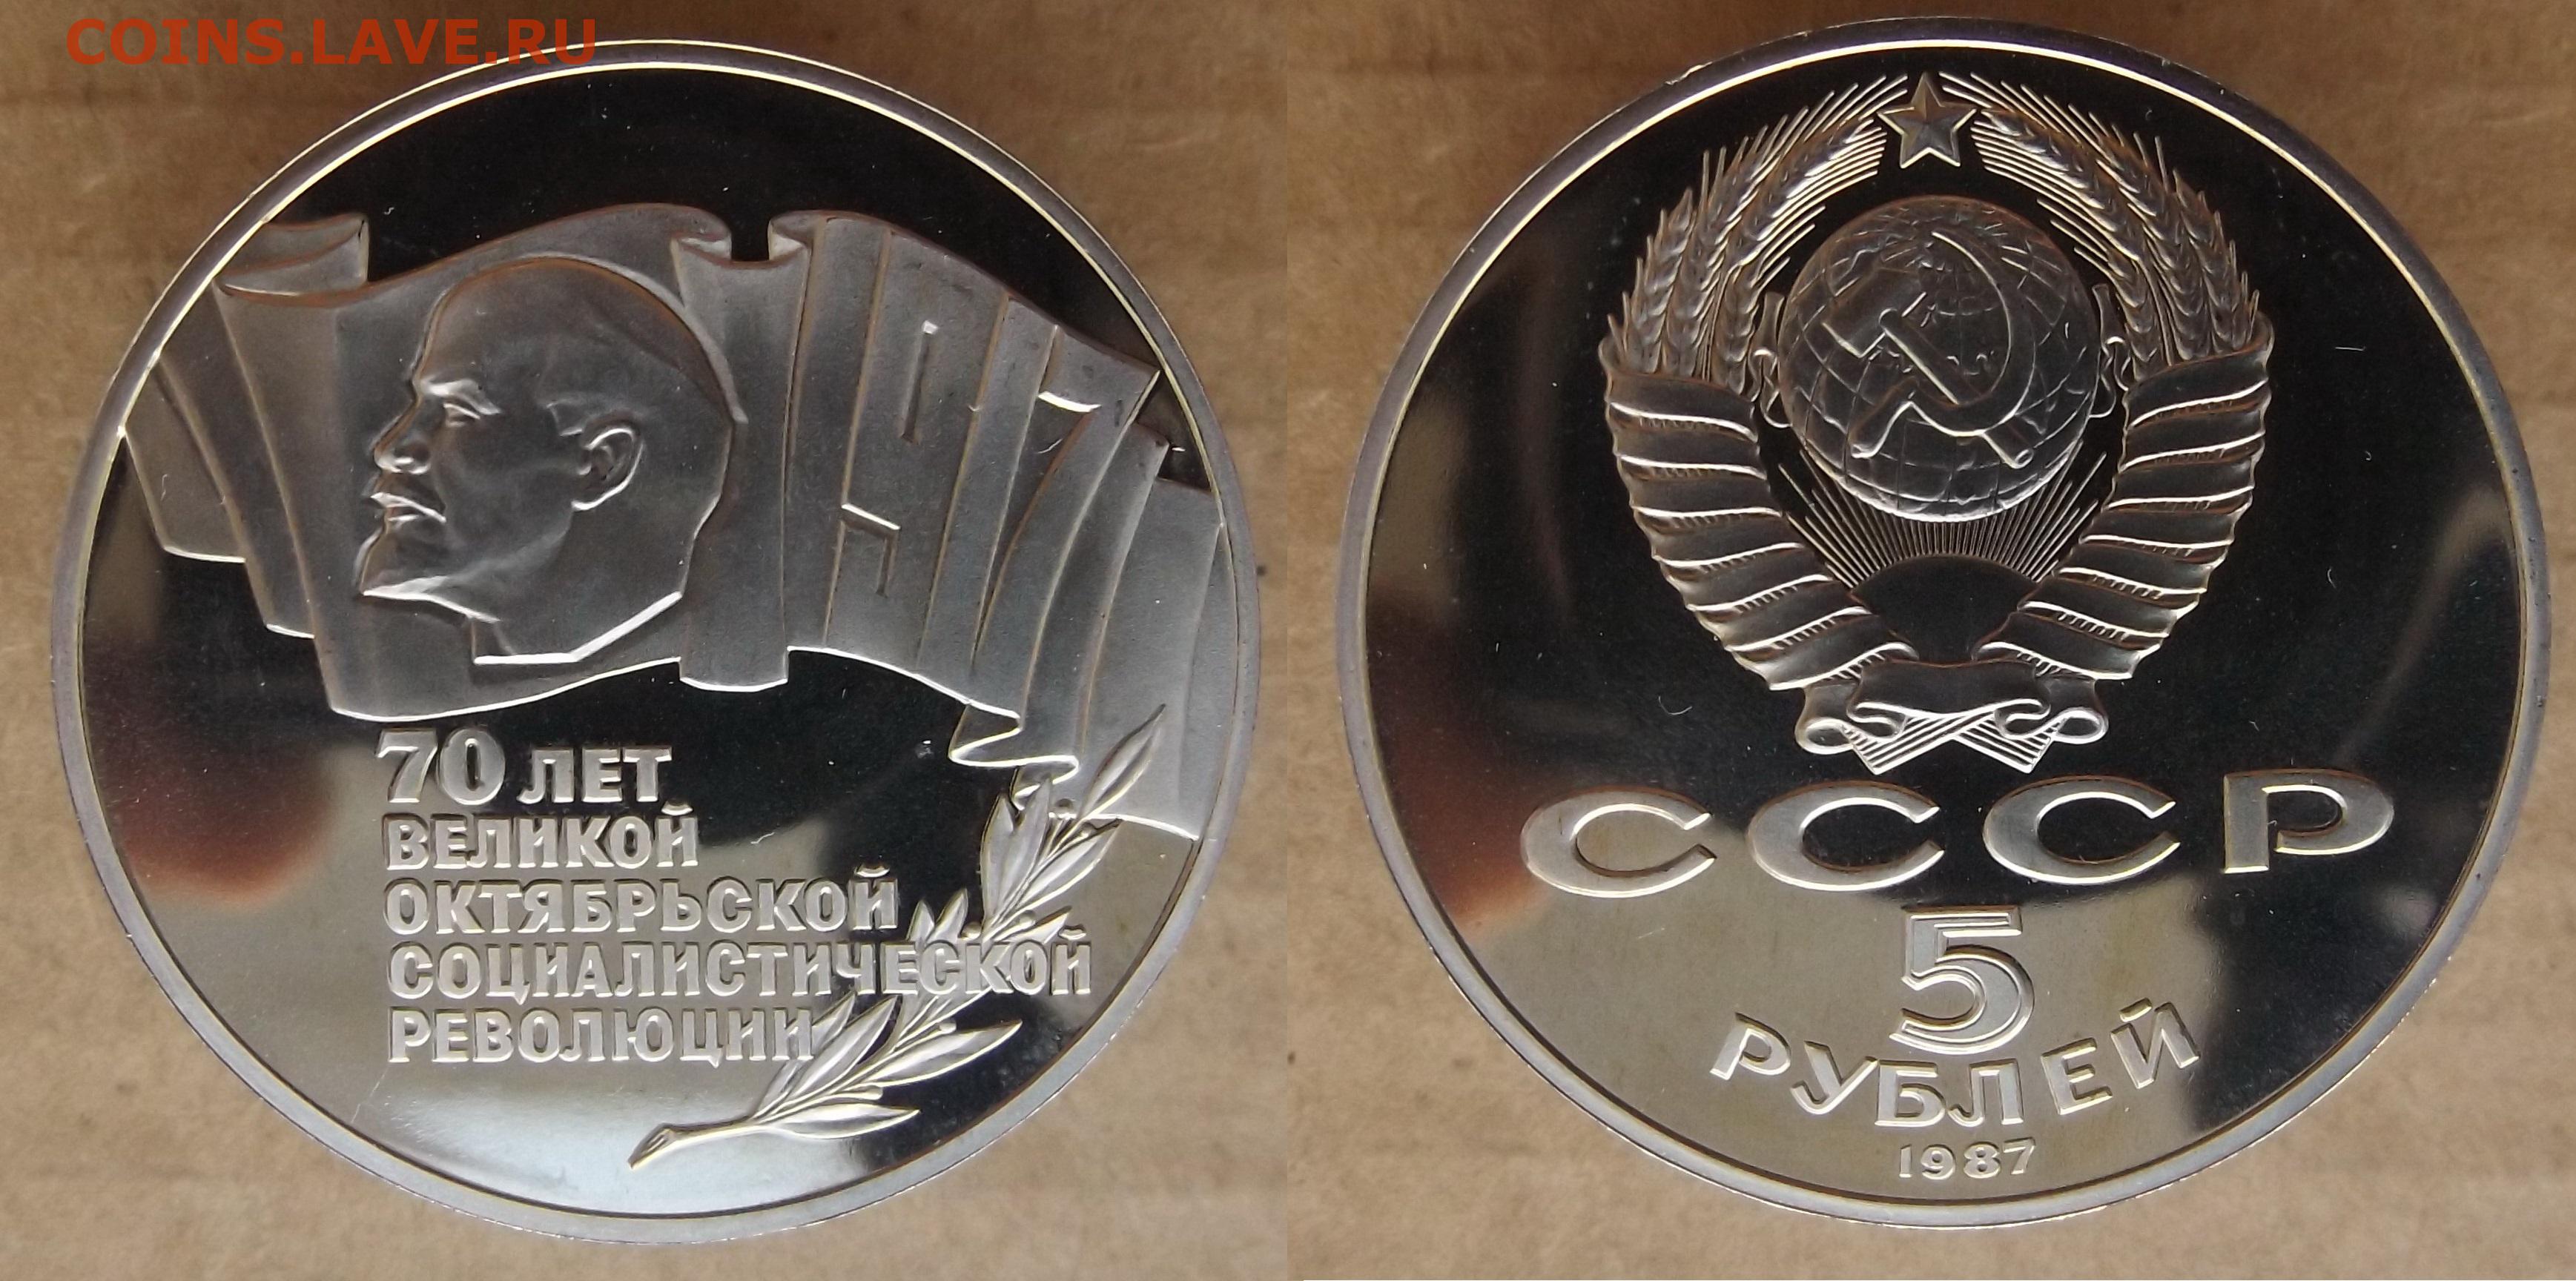 COINS.LAVE.RU
1917
70 ЛЕТ
ВЕЛИКОЙ
ОКТЯБРЬСКОЙ
СОЦИАЛИСТИЧЕСКОЙ
РЕВОЛЮЦИИ
СССР
5
РУБЛЕЙ
1987